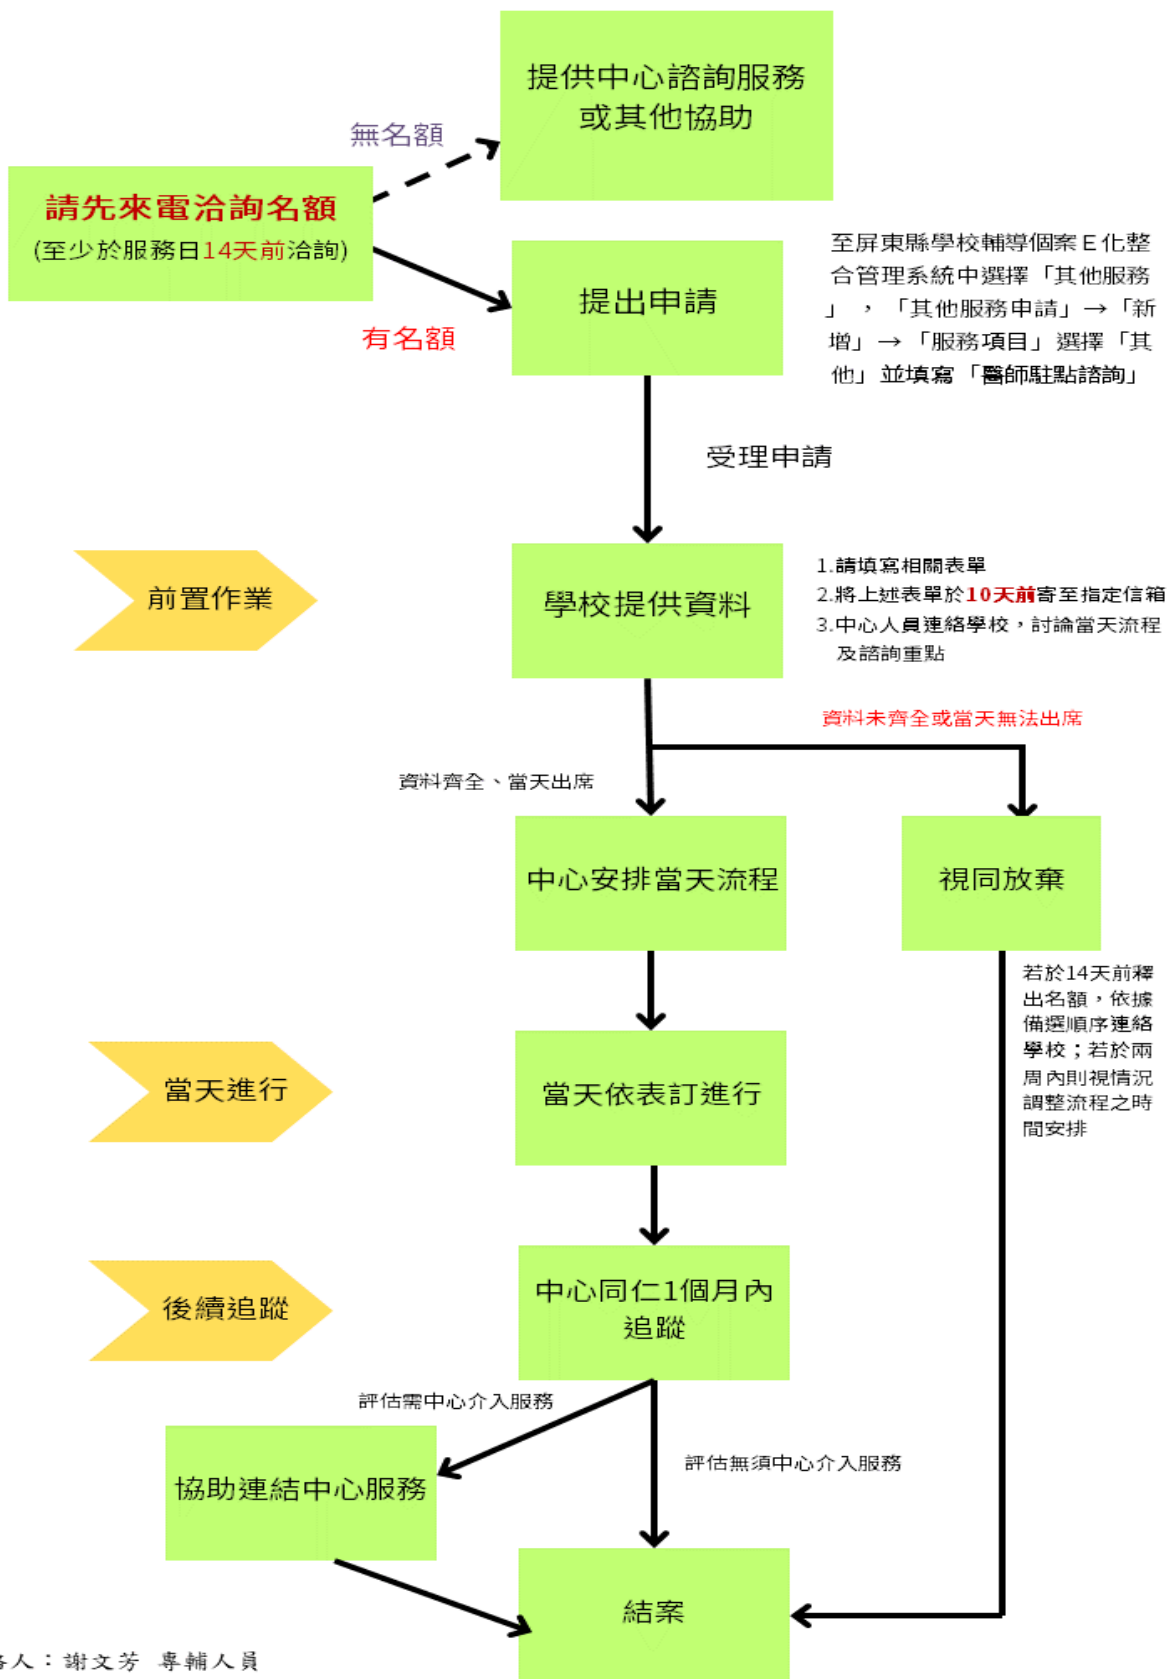 提供中心諮詢服務
或其他協助
無名額
請先來電洽詢名額
(至少於服務日14天前洽詢)
有名額
提出申請
至屏東縣學校輔導個案E化整
合管理系統中選擇「其他服務
」,「其他服務申請」→「新
增」→「服務項目」選擇「其
他」並填寫「醫師駐點諮詢」
受理申請
前置作業
學校提供資料
1.請填寫相關表單
2.將上述表單於10天前寄至指定信箱
3.中心人員連絡學校,討論當天流程
及諮詢重點
資料未齊全或當天無法出席
資料齊全、當天出席
中心安排當天流程
視同放棄
若於14天前釋
出名額,依據
備選順序連絡
學校;若於兩
周內則視情況
調整流程之時
間安排
當天進行
當天依表訂進行
後續追蹤
中心同仁1個月內
追蹤
評估需中心介入服務
評估無須中心介入服務
協助連結中心服務
結案
人:謝文芳 專輔人員